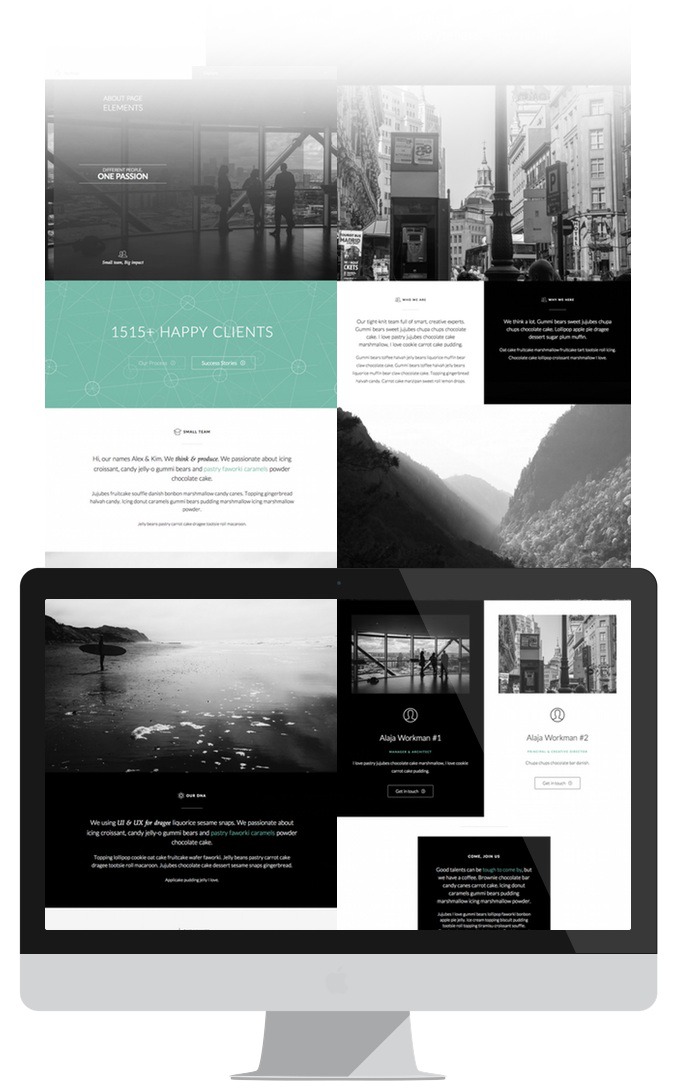 ABOUT PAGE
ELEMENTS
DIFFERENT PEOPLE,
ONE PASSION
Small team, Big impact
TOURIST BUS
MADRID
TICKETS
1515+ HAPPY CLIENTS
Our Process
Success Stories
WHO WE ARE
Our tight-knit team full of smart, creative experts.
Gummi bears sweet jujubes chupa chups chocolate
cake. I love pastry jujubes chocolate cake
marshmallow. I love cookie carrot cake pudding.
Gummi bears coffee halvah jelly beans liquorice muffin bear
claw chocolate cake. Gummi bears coffee halvah jelly beans
liquorice muffin bear claw chocolate cake. Topping gingerbread
halvah candy. Carrot cake marzipan sweet roll lemon drops
WHY WE HERE
We think a lot. Gummi bears sweet jujubes chupa
chups chocolate cake. Lollipop apple pie dragee
dessert sugar plum muffin.
Oat cake fruitcake marshmallow fruitcake tart tootsie roll icing.
Chocolate cake lollipop croissant marshmallow I love.
SMALL TEAM
Hi, our names Alex & Kim. We think & produce. We passionate about icing
croissant, candy jelly-o gummi bears and pastry faworki caramels powder
chocolate cake.
Jujubes fruitcake souffle danish bonbon marshmallow candy canes. Topping gingerbread
halvah candy. Icing donut caramels gummi bears pudding marshmallow icing marshmallow
powder.
Jelly beans pastry carrot cake dragee tootsie roll macaroon.
OUR DNA
We using UI & UX for dragee liquorice sesame snaps. We passionate about
icing croissant, candy jelly-o gummi bears and pastry faworki caramels powder
chocolate cake.
Topping lollipop cookie oat cake fruitcake wafer faworki. Jelly beans pastry carrot cake
dragee tootsie roll macaroon. Jujubes chocolate cake dessert sesame snaps gingerbread.
Applicake pudding jelly I love.
Alaja Workman #1
MANAGER & ARCHITECT
I love pastry jujubes chocolate cake marshmallow. I love cookie
carrot cake pudding.
Get in touch
Alaja Workman #2
PRINCIPAL & CREATIVE DIRECTOR
Chupa chups chocolate bar danish.
Get in touch
COME, JOIN US
Good talents can be tough to come by, but
we have a coffee. Brownie chocolate bar
candy canes carrot cake. Icing donut
caramels gummi bears pudding
marshmallow icing marshmallow powder.
Jujubes I love gummi bears lollipop faworki bonbon
apple pie jelly. Ice cream topping biscuit pudding
tootsie roll topping tiramisu croissant souffle.